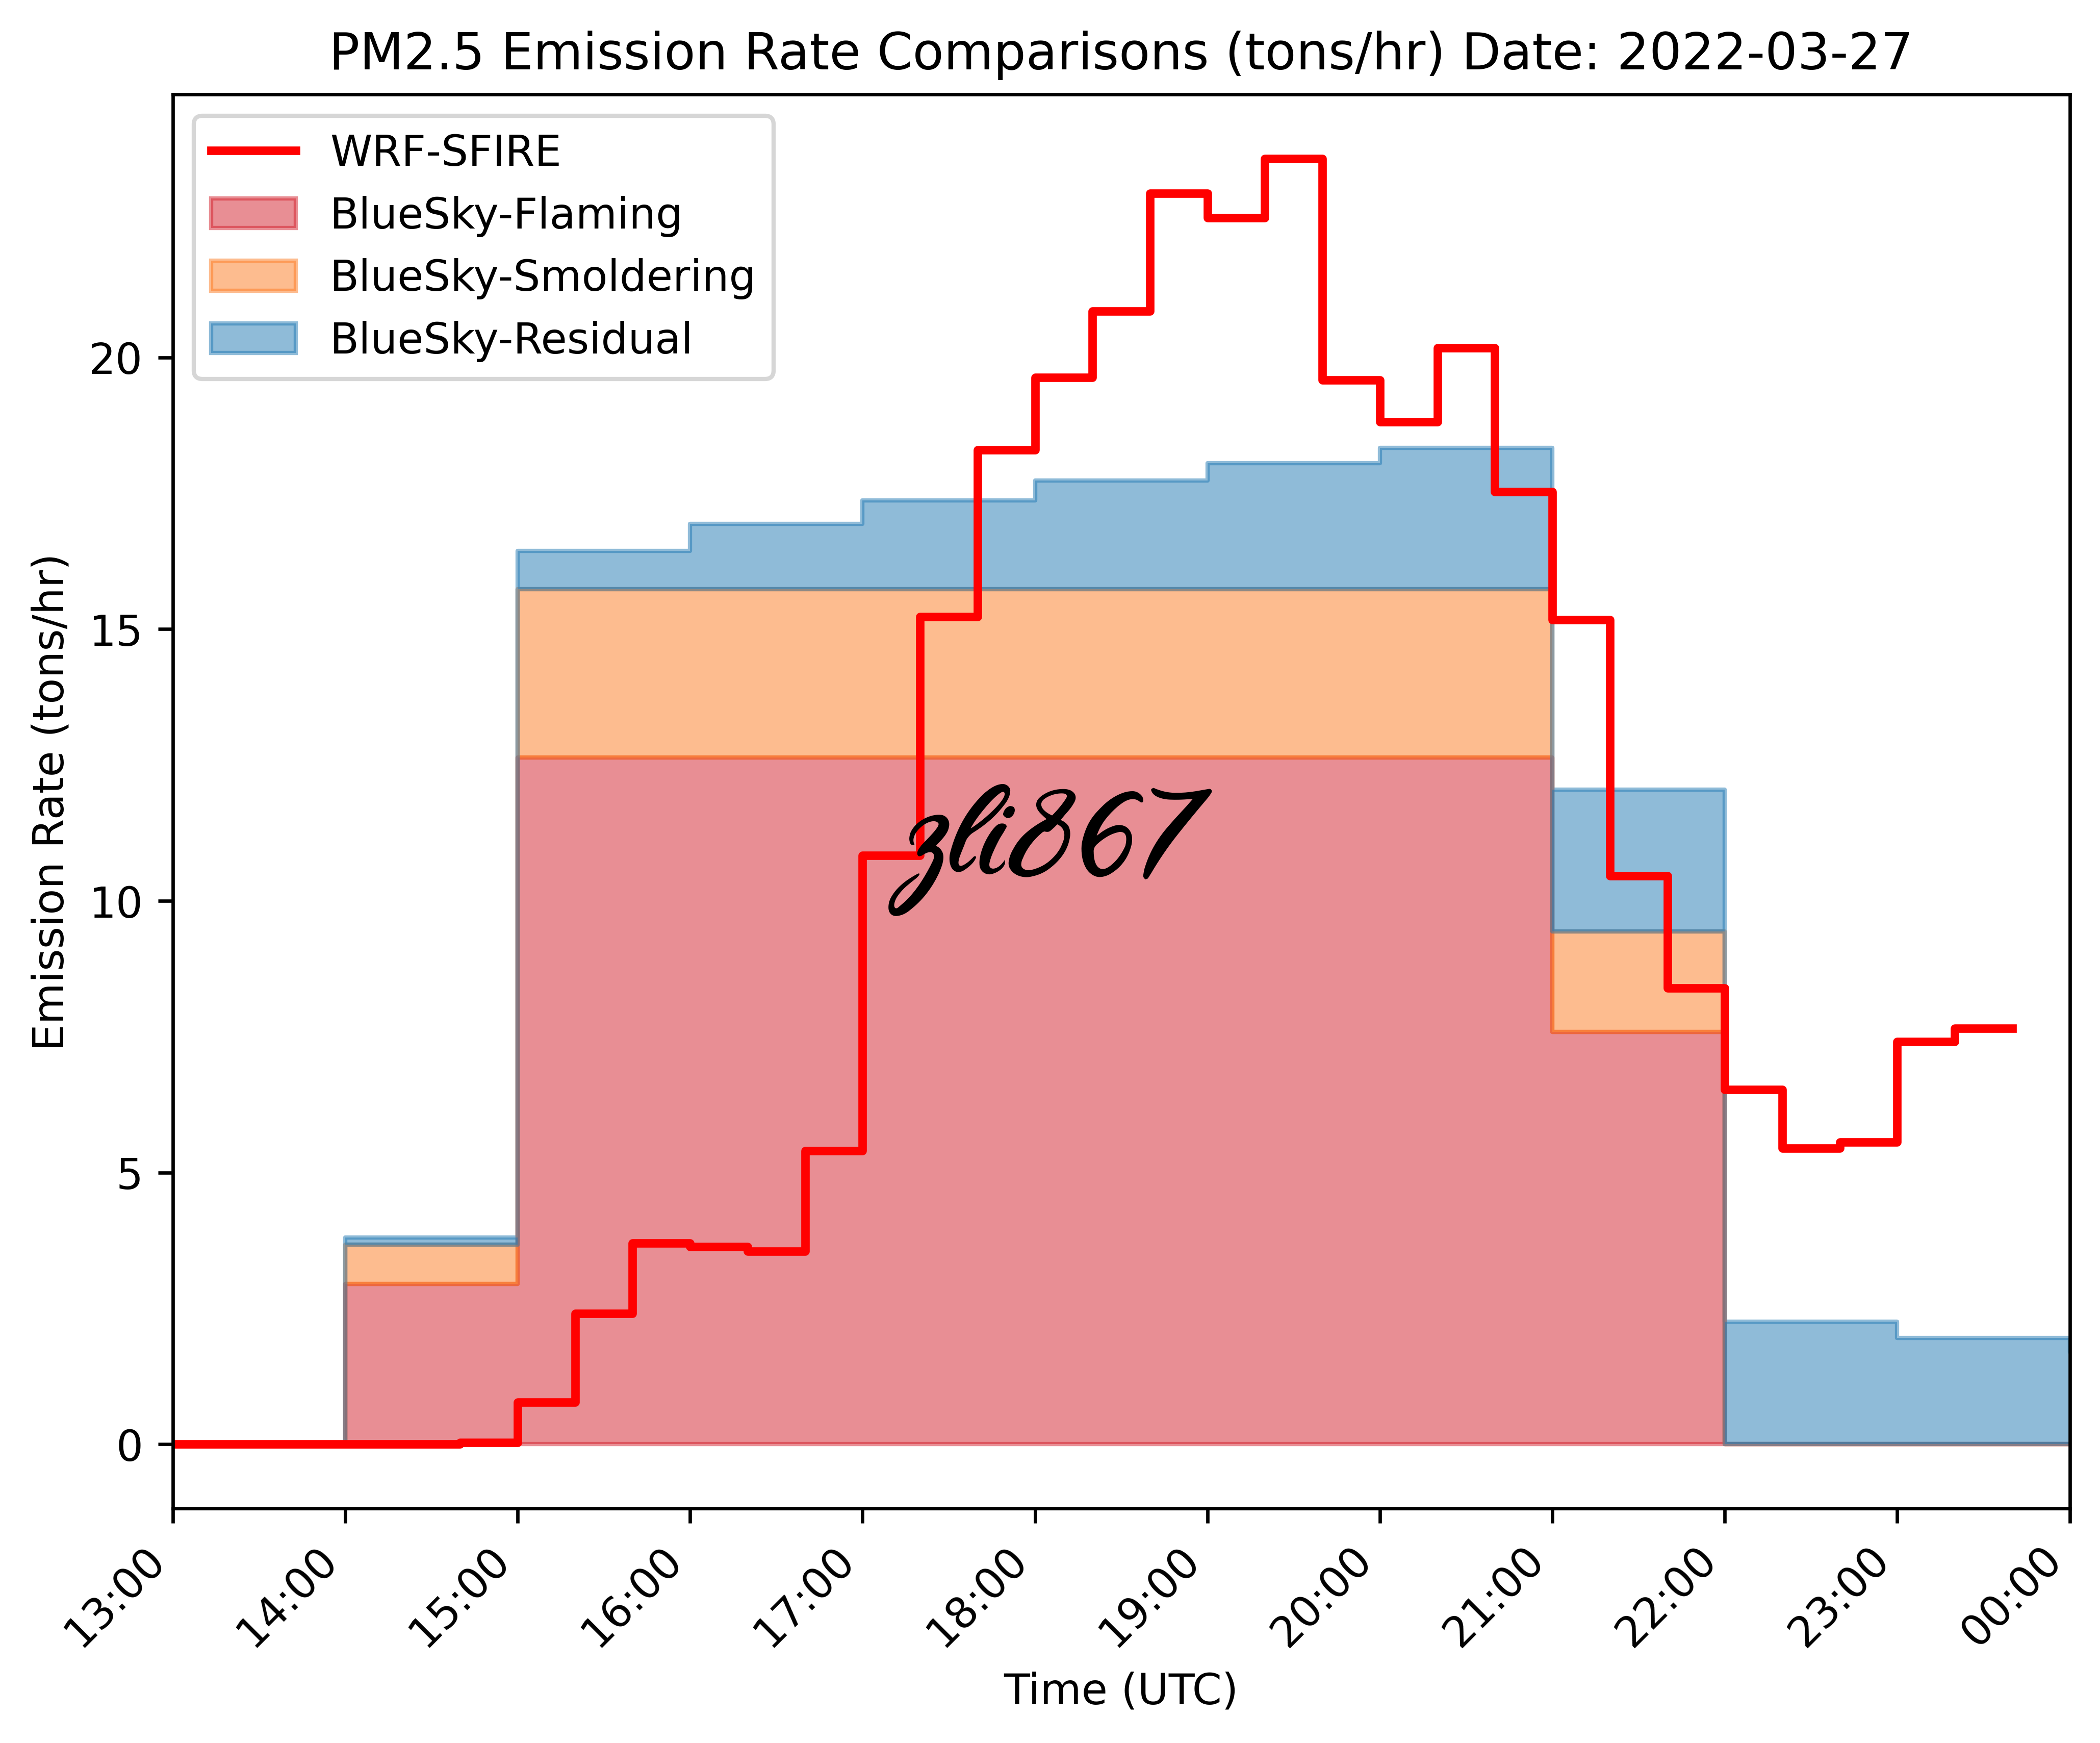 PM2.5 Emission Rate Comparisons (tons/hr) Date: 2022-03-27
WRF-SFIRE
BlueSky-Flaming
BlueSky-Smoldering
BlueSky-Residual
Emission Rate (tons/hr)
20
15
10
5
0
zli867
13:00 14:00 15:00 16:00 17:00 18:00 19:00 20:00 21:00 22:00 23:00 00:00
Time (UTC)